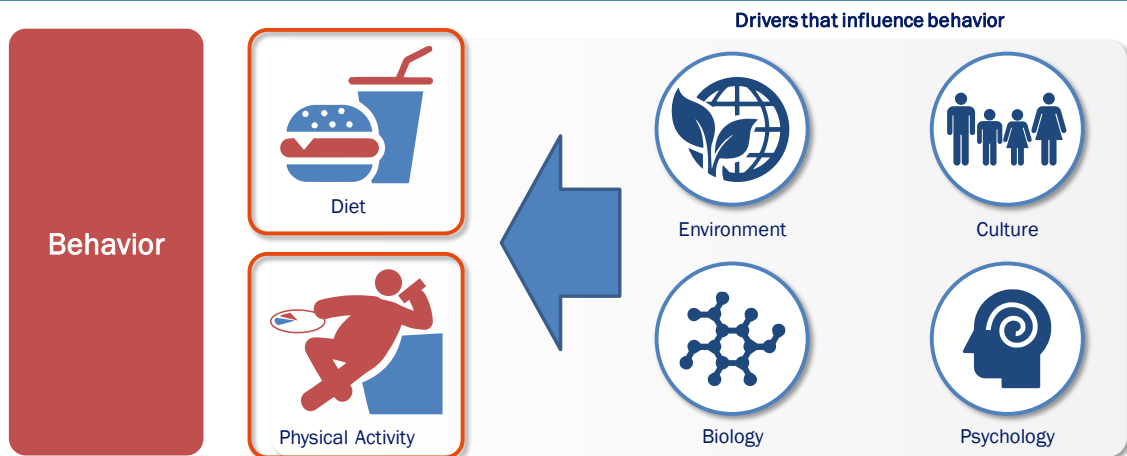 Drivers that influence behavior
Behavior
Diet
Physical Activity
Environment
Culture
Biology
Psychology